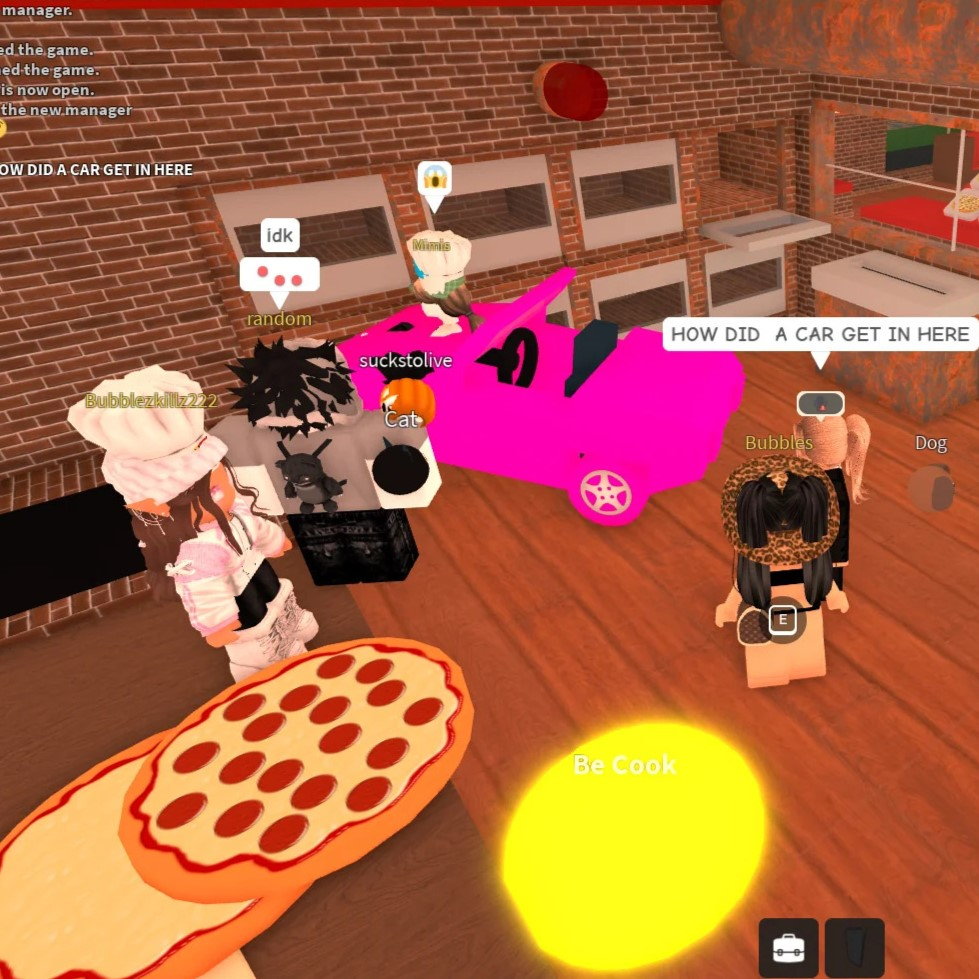 manager.
ed the game.
ned the game.
is now open.
the new manager
OW DID A CAR GET IN HERE
idk
Mimis
random
suckstolive
HOW DID A CAR GET IN HERE
Bubblezkillz222
Cat
Bubbles
Dog
E
Be Cook